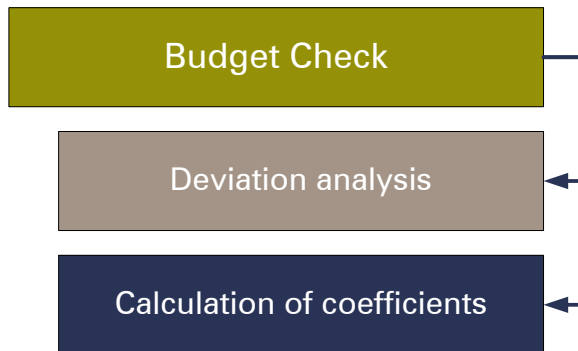 Budget Check
Deviation analysis
Calculation of coefficients